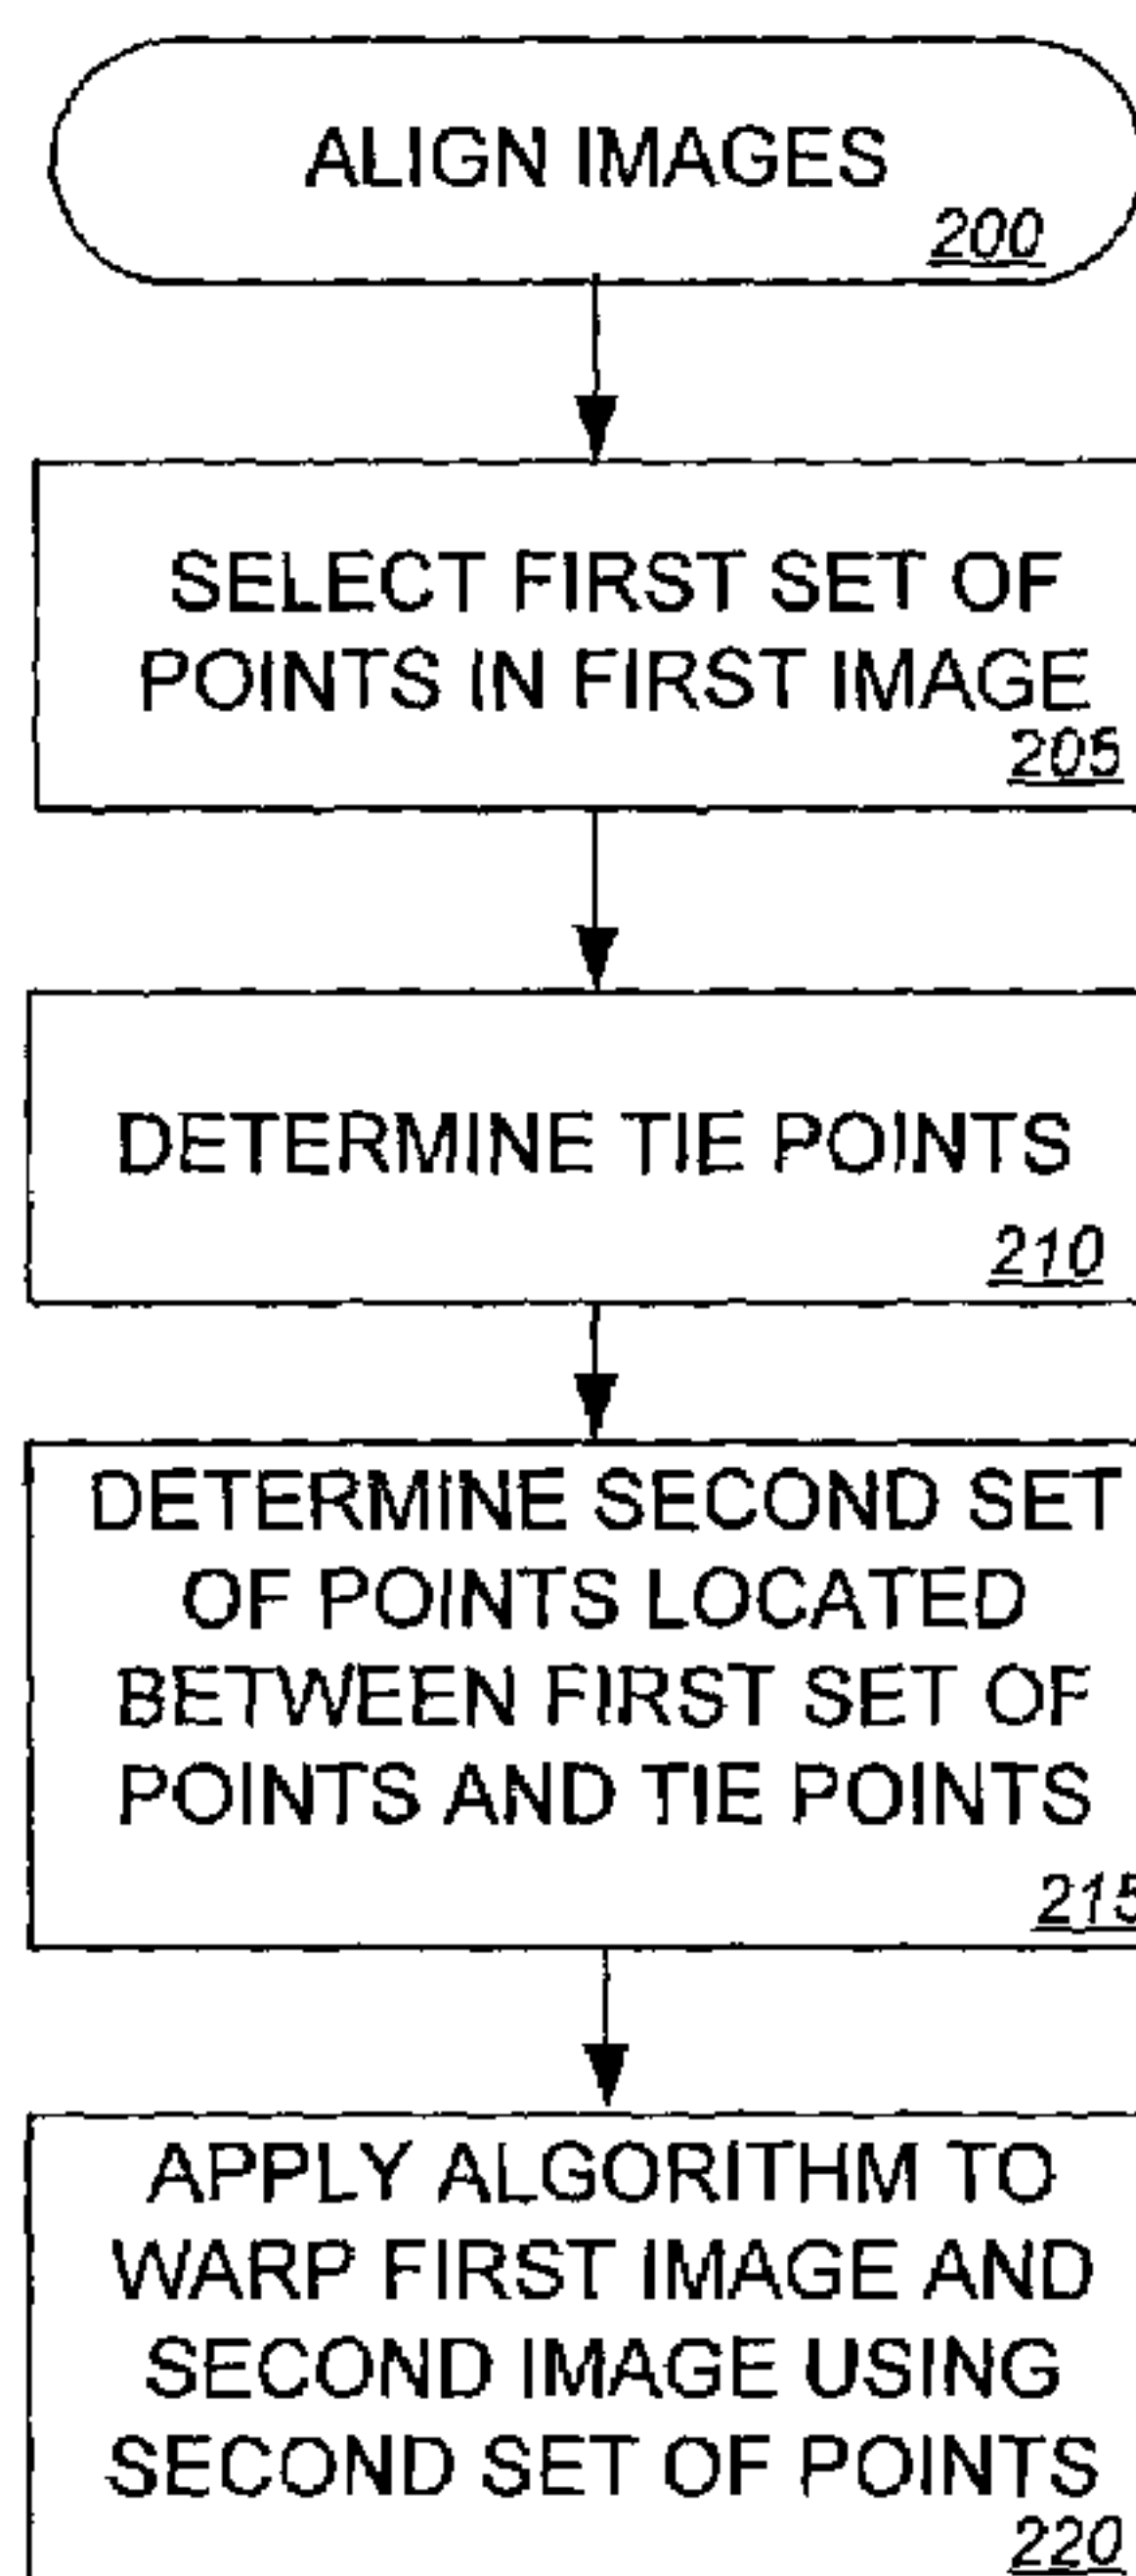 ALIGN IMAGES
200
SELECT FIRST SET OF
POINTS IN FIRST IMAGE
205
DETERMINE TIE POINTS
210
DETERMINE SECOND SET
OF POINTS LOCATED
BETWEEN FIRST SET OF
POINTS AND TIE POINTS
215
APPLY ALGORITHM TO
WARP FIRST IMAGE AND
SECOND IMAGE USING
SECOND SET OF POINTS
220